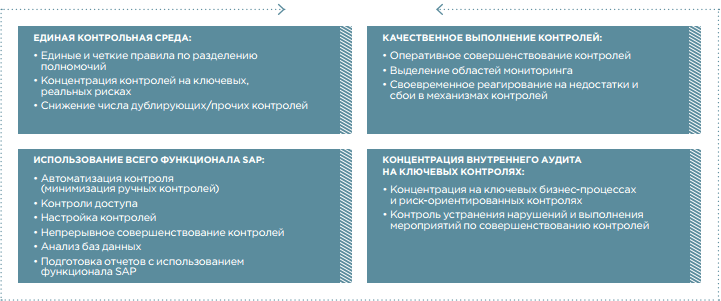 ЕДИНАЯ КОНТРОЛЬНАЯ СРЕДА:
• Единые и четкие правила по разделению
полномочий
• Концентрация контролей на ключевых,
реальных рисках
• Снижение числа дублирующих/прочих контролей
КАЧЕСТВЕННОЕ ВЫПОЛНЕНИЕ КОНТРОЛЕЙ:
• Оперативное совершенствование контролей
• Выделение областей мониторинга
• Своевременное реагирование на недостатки и
сбои в механизмах контролей
ИСПОЛЬЗОВАНИЕ ВСЕГО ФУНКЦИОНАЛА SAP:
• Автоматизация контроля
(минимизация ручных контролей)
• Контроли доступа
• Настройка контролей
• Непрерывное совершенствование контролей
• Анализ баз данных
• Подготовка отчетов с использованием
функционала SAP
КОНЦЕНТРАЦИЯ ВНУТРЕННЕГО АУДИТА
НА КЛЮЧЕВЫХ КОНТРОЛЯХ:
• Концентрация на ключевых бизнес-процессах
и риск-ориентированных контролях
• Контроль устранения нарушений и выполнения
мероприятий по совершенствованию контролей